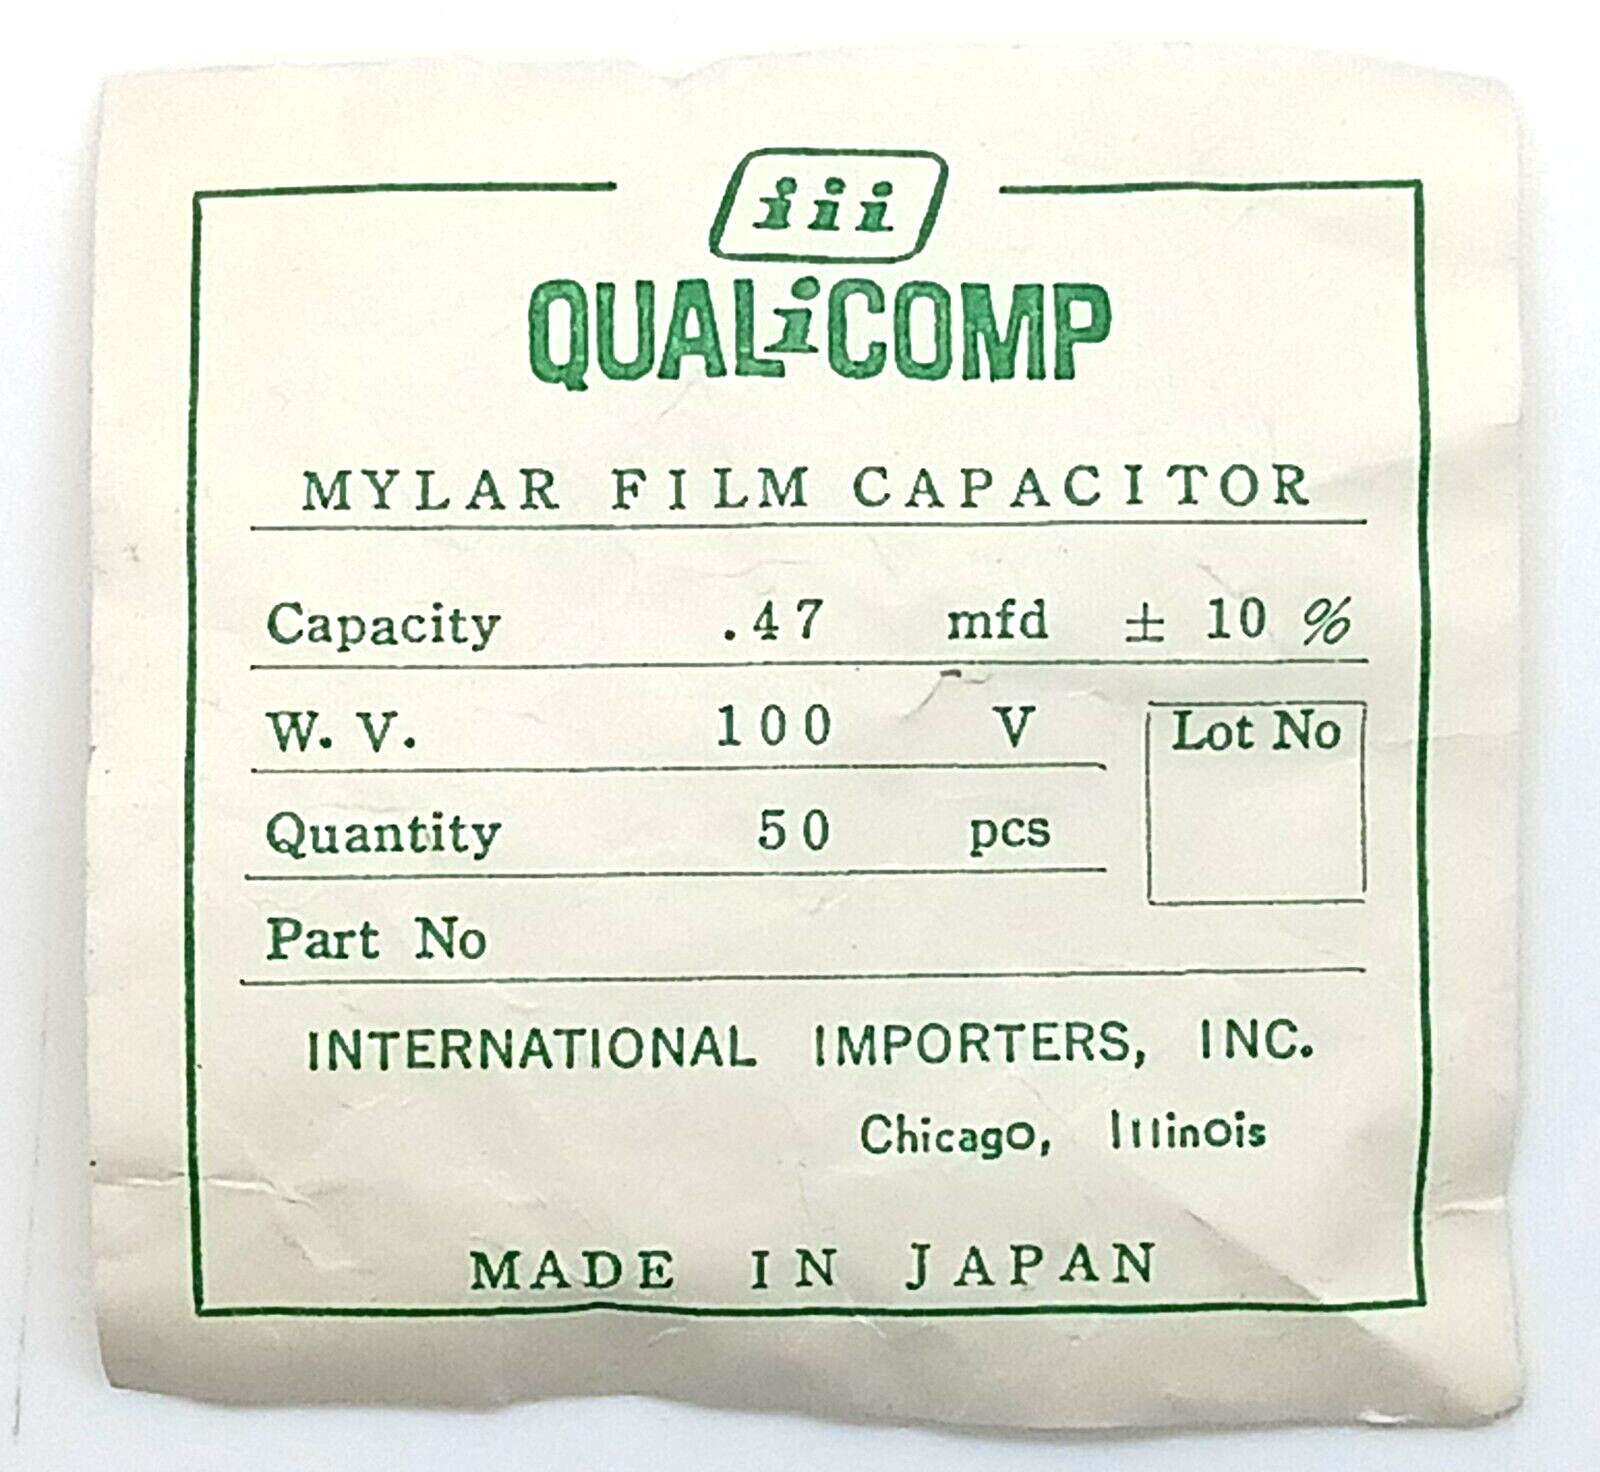 iii
QUALiCOMP
MYLAR FILM CAPACITOR
Capacity .47 mfd ± 10 %
W. V. 100 V
Lot No
Quantity 50 pcs
Part No
INTERNATIONAL IMPORTERS, INC.
Chicago, Illinois
MADE IN JAPAN